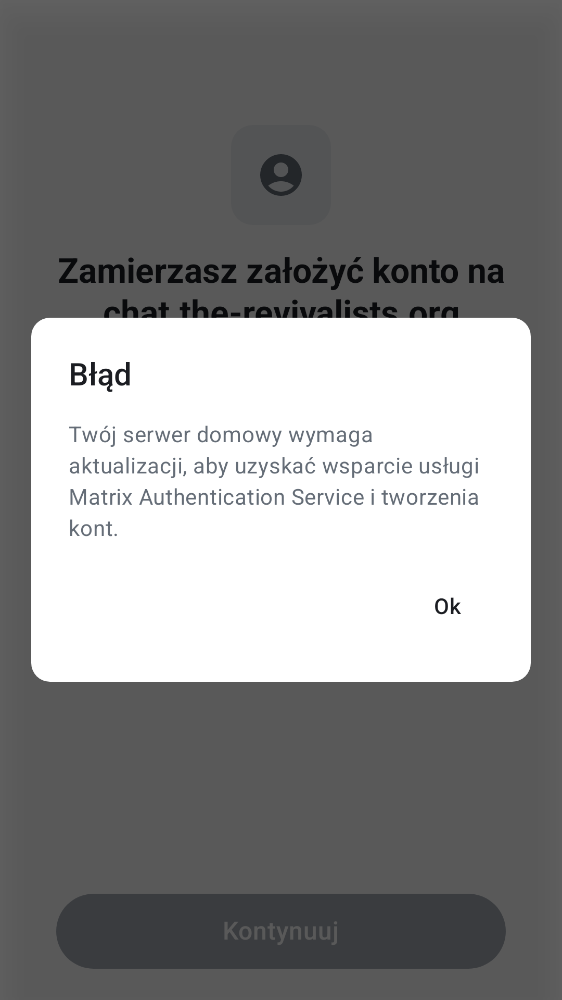 Zamierzasz założyć konto na
chat.the-revivalists.org
Błąd
Twój serwer domowy wymaga
aktualizacji, aby uzyskać wsparcie usługi
Matrix Authentication Service i tworzenia
kont.
Ok
Kontynuuj